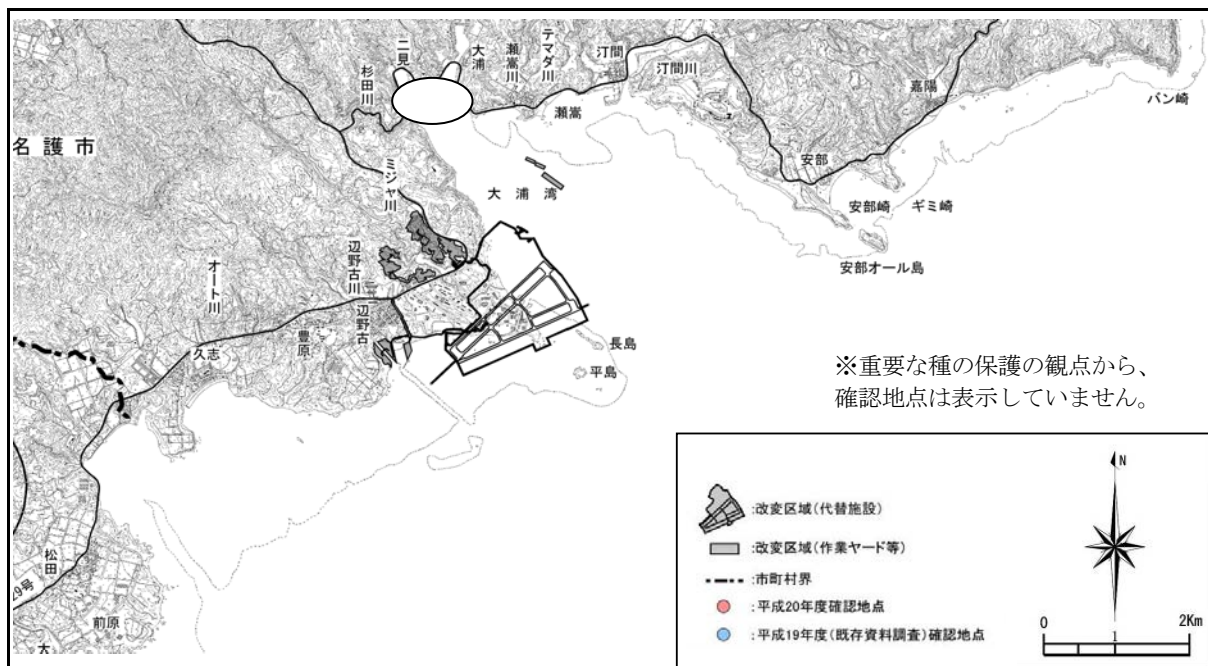 二見
大浦
瀬嵩川
テマダ川
汀間
杉田川
汀間川
嘉陽
バン崎
瀬嵩
名護市
安部
ミジャ川
大浦湾
安部崎
ギミ崎
安部オール島
辺野古川
オート川
辺野古
豊原
久志
長島
平島
※重要な種の保護の観点から、
確認地点は表示していません。
松田
29号
前原
大
N
:改変区域(代替施設)
:改変区域(作業ヤード等)
:市町村界
:平成20年度確認地点
:平成19年度(既存資料調査)確認地点
0 1 2Km